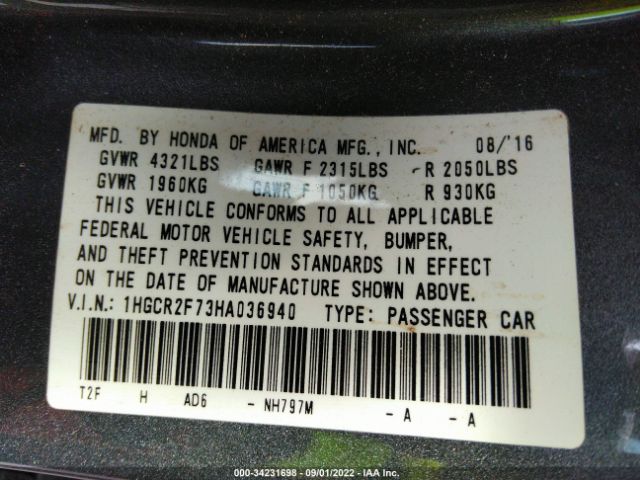 MFD. BY HONDA OF AMERICA MFG., INC. 08/'16
GVWR 4321LBS GAWR F 2315LBS - R 2050LBS
GVWR 1960KG GAWR F 1050KG R 930KG
THIS VEHICLE CONFORMS TO ALL APPLICABLE
FEDERAL MOTOR VEHICLE SAFETY, BUMPER,
AND THEFT PREVENTION STANDARDS IN EFFECT
ON THE DATE OF MANUFACTURE SHOWN ABOVE.
V.I.N.: 1HGCR2F73HA036940 TYPE: PASSENGER CAR
T2F H AD6 - NH797M - A - A
000-34231698 - 09/01/2022 - IAA Inc.